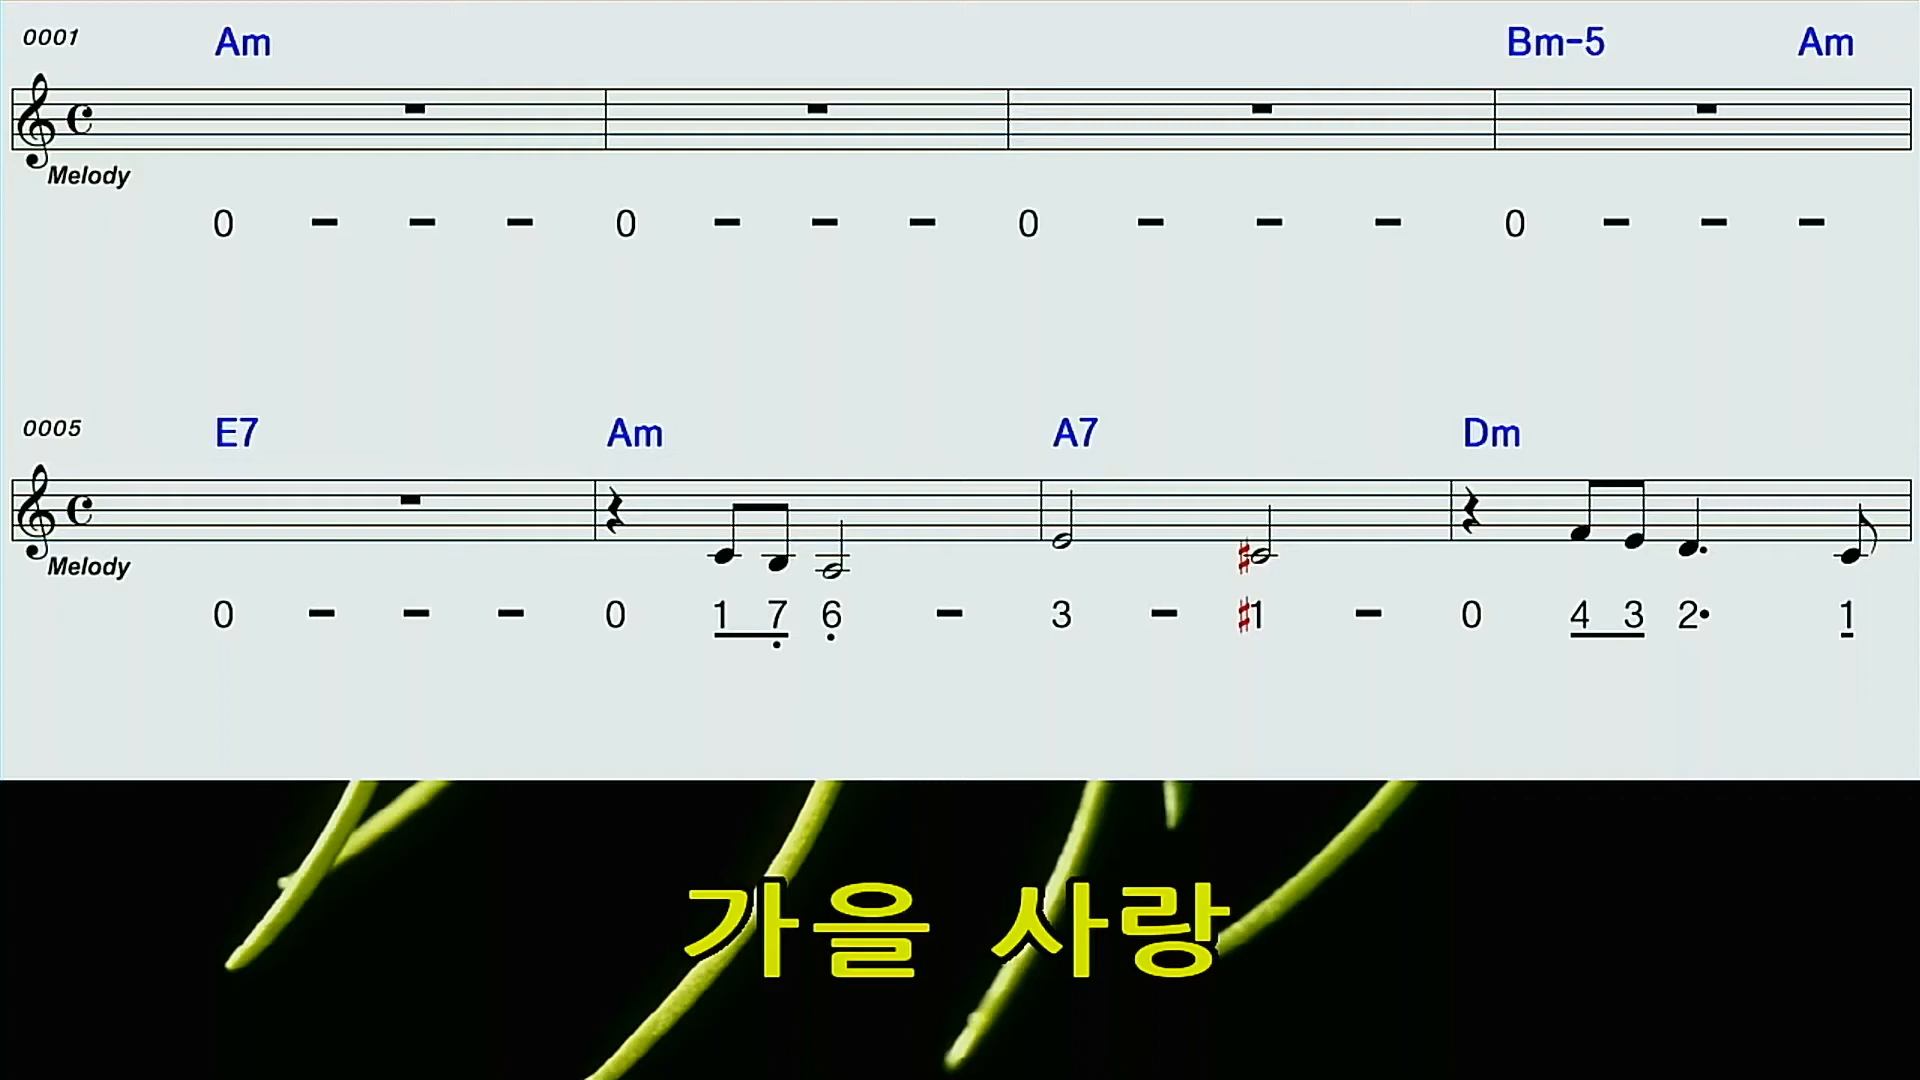 0001 Am Bm-5 Am
Melody
0 - - - 0 - - - 0 - - - 0 - - -
0005 E7 Am A7 Dm
Melody
0 - - - 0 1 7 6 - 3 - ♯1 - 0 4 3 2• 1
가을 사랑